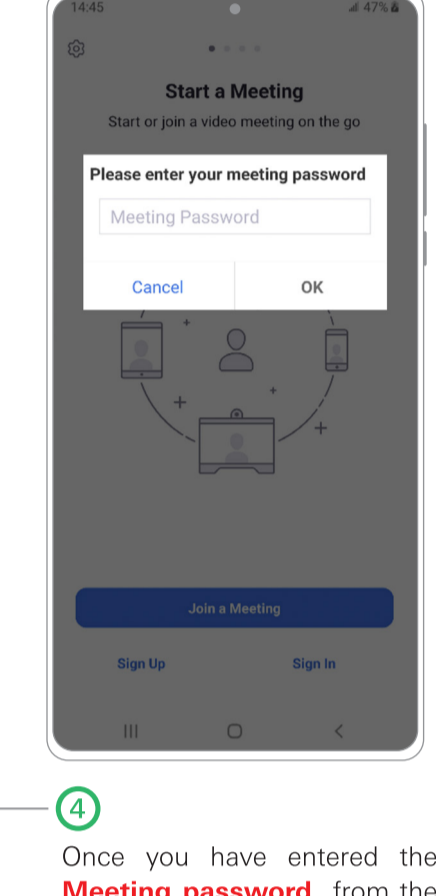 14:45
47%
Start a Meeting
Start or join a video meeting on the go
Please enter your meeting password
Meeting Password
Cancel
OK
Join a Meeting
Sign Up
Sign In
4
Once you have entered the
Meeting password, from the